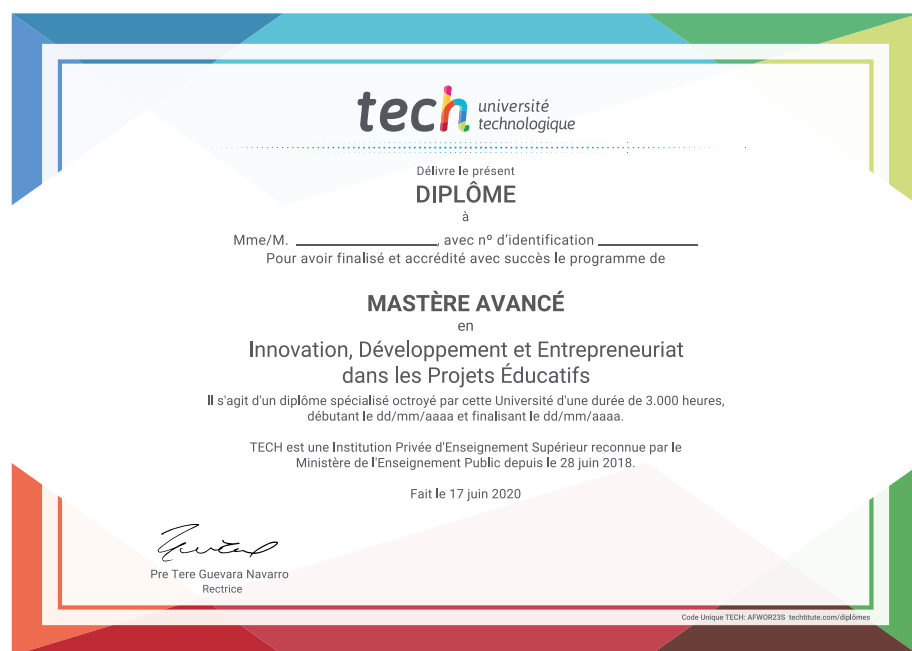 tech université
technologique
Délivre le présent
DIPLÔME
à
Mme/M. ____________________, avec nº d'identification ______________
Pour avoir finalisé et accrédité avec succès le programme de
MASTÈRE AVANCÉ
en
Innovation, Développement et Entrepreneuriat
dans les Projets Éducatifs
Il s'agit d'un diplôme spécialisé octroyé par cette Université d'une durée de 3.000 heures,
débutant le dd/mm/aaaa et finalisant le dd/mm/aaaa.
TECH est une Institution Privée d'Enseignement Supérieur reconnue par le
Ministère de l'Enseignement Public depuis le 28 juin 2018.
Fait le 17 juin 2020
Pre Tere Guevara Navarro
Rectrice
Code Unique TECH: AFWOR23S techtitute.com/diplômes